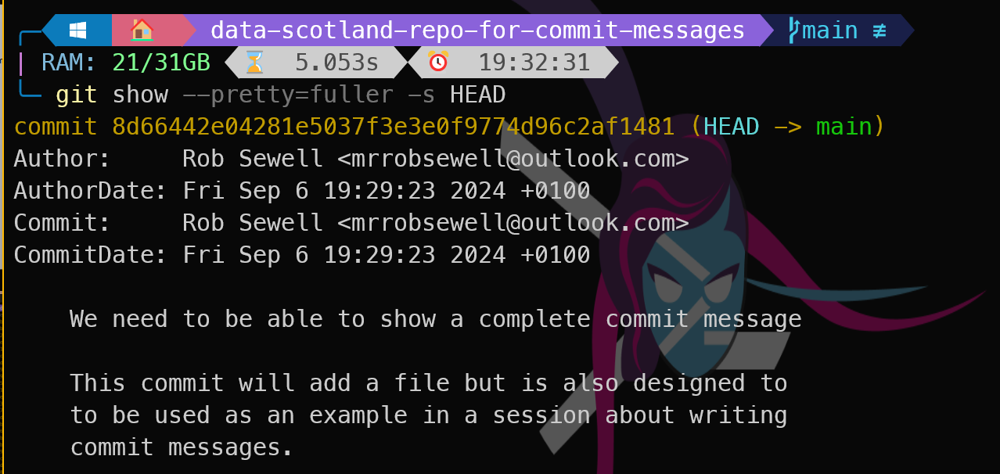 data-scotland-repo-for-commit-messages main ≢
RAM: 21/31GB 5.053s 19:32:31
git show --pretty=fuller -s HEAD
commit 8d66442e04281e5037f3e3e0f9774d96c2af1481 (HEAD -> main)
Author:     Rob Sewell <mrrobsewell@outlook.com>
AuthorDate: Fri Sep 6 19:29:23 2024 +0100
Commit:     Rob Sewell <mrrobsewell@outlook.com>
CommitDate: Fri Sep 6 19:29:23 2024 +0100
We need to be able to show a complete commit message
This commit will add a file but is also designed to
to be used as an example in a session about writing
commit messages.